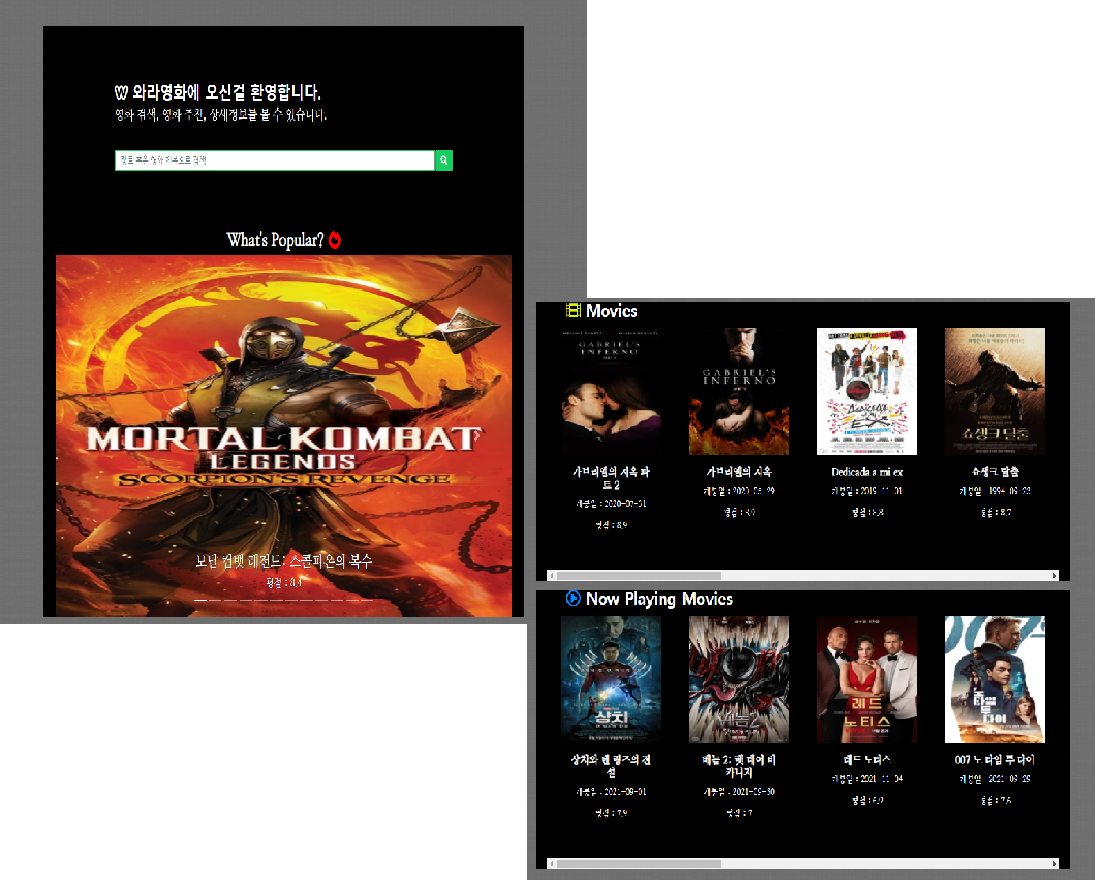 와라영화에 오신걸 환영합니다.
영화 검색, 영화 추천, 상세정보를 볼 수 있습니다.
What's Popular?
MORTAL KOMBAT
LEGENDS
SCORPION'S REVENGE
모탈 컴뱃 레전드: 스콜피온의 복수
평점 : 8.4
Movies
GABRIEL'S
INFERNO
GABRIEL'S
INFERNO
쇼생크 탈출
가브리엘의 지옥 파
트 2
개봉일 : 2020-07-31
평점 : 8.9
가브리엘의 지옥
개봉일 : 2020-05-29
평점 : 8.9
Dedicada a mi ex
개봉일 : 2019-11-01
평점 : 8.8
쇼생크 탈출
개봉일 : 1994-09-23
평점 : 8.7
Now Playing Movies
샹치
베놈2
레드
노티스
007
노
타임
투
다이
샹치와 텐 링즈의 전
설
개봉일 : 2021-09-01
평점 : 7.9
베놈 2: 렛 데어 비
카니지
개봉일 : 2021-09-30
평점 : 7
레드 노티스
개봉일 : 2021-11-04
평점 : 6.9
007 노 타임 투 다이
개봉일 : 2021-09-29
평점 : 7.6